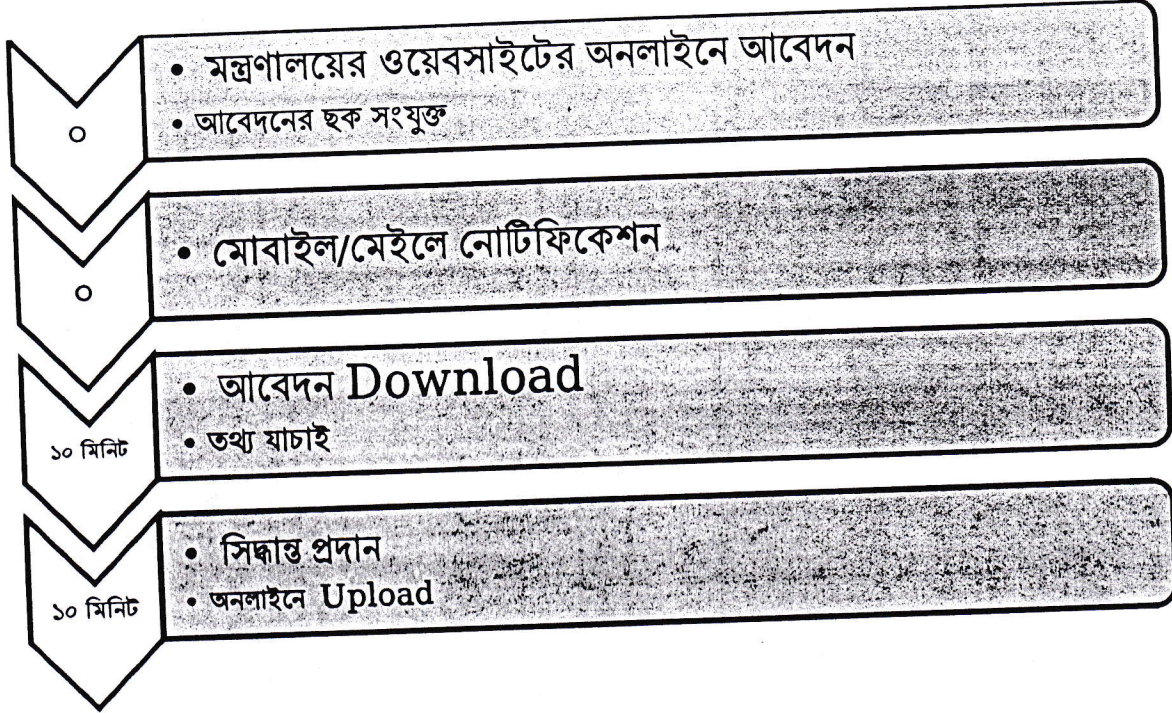 • মন্ত্রণালয়ের ওয়েবসাইটের অনলাইনে আবেদন
• আবেদনের ছক সংযুক্ত
০
• মোবাইল/মেইলে নোটিফিকেশন
০
• আবেদন Download
• তথ্য যাচাই
১০ মিনিট
• সিদ্ধান্ত প্রদান
• অনলাইনে Upload
১০ মিনিট